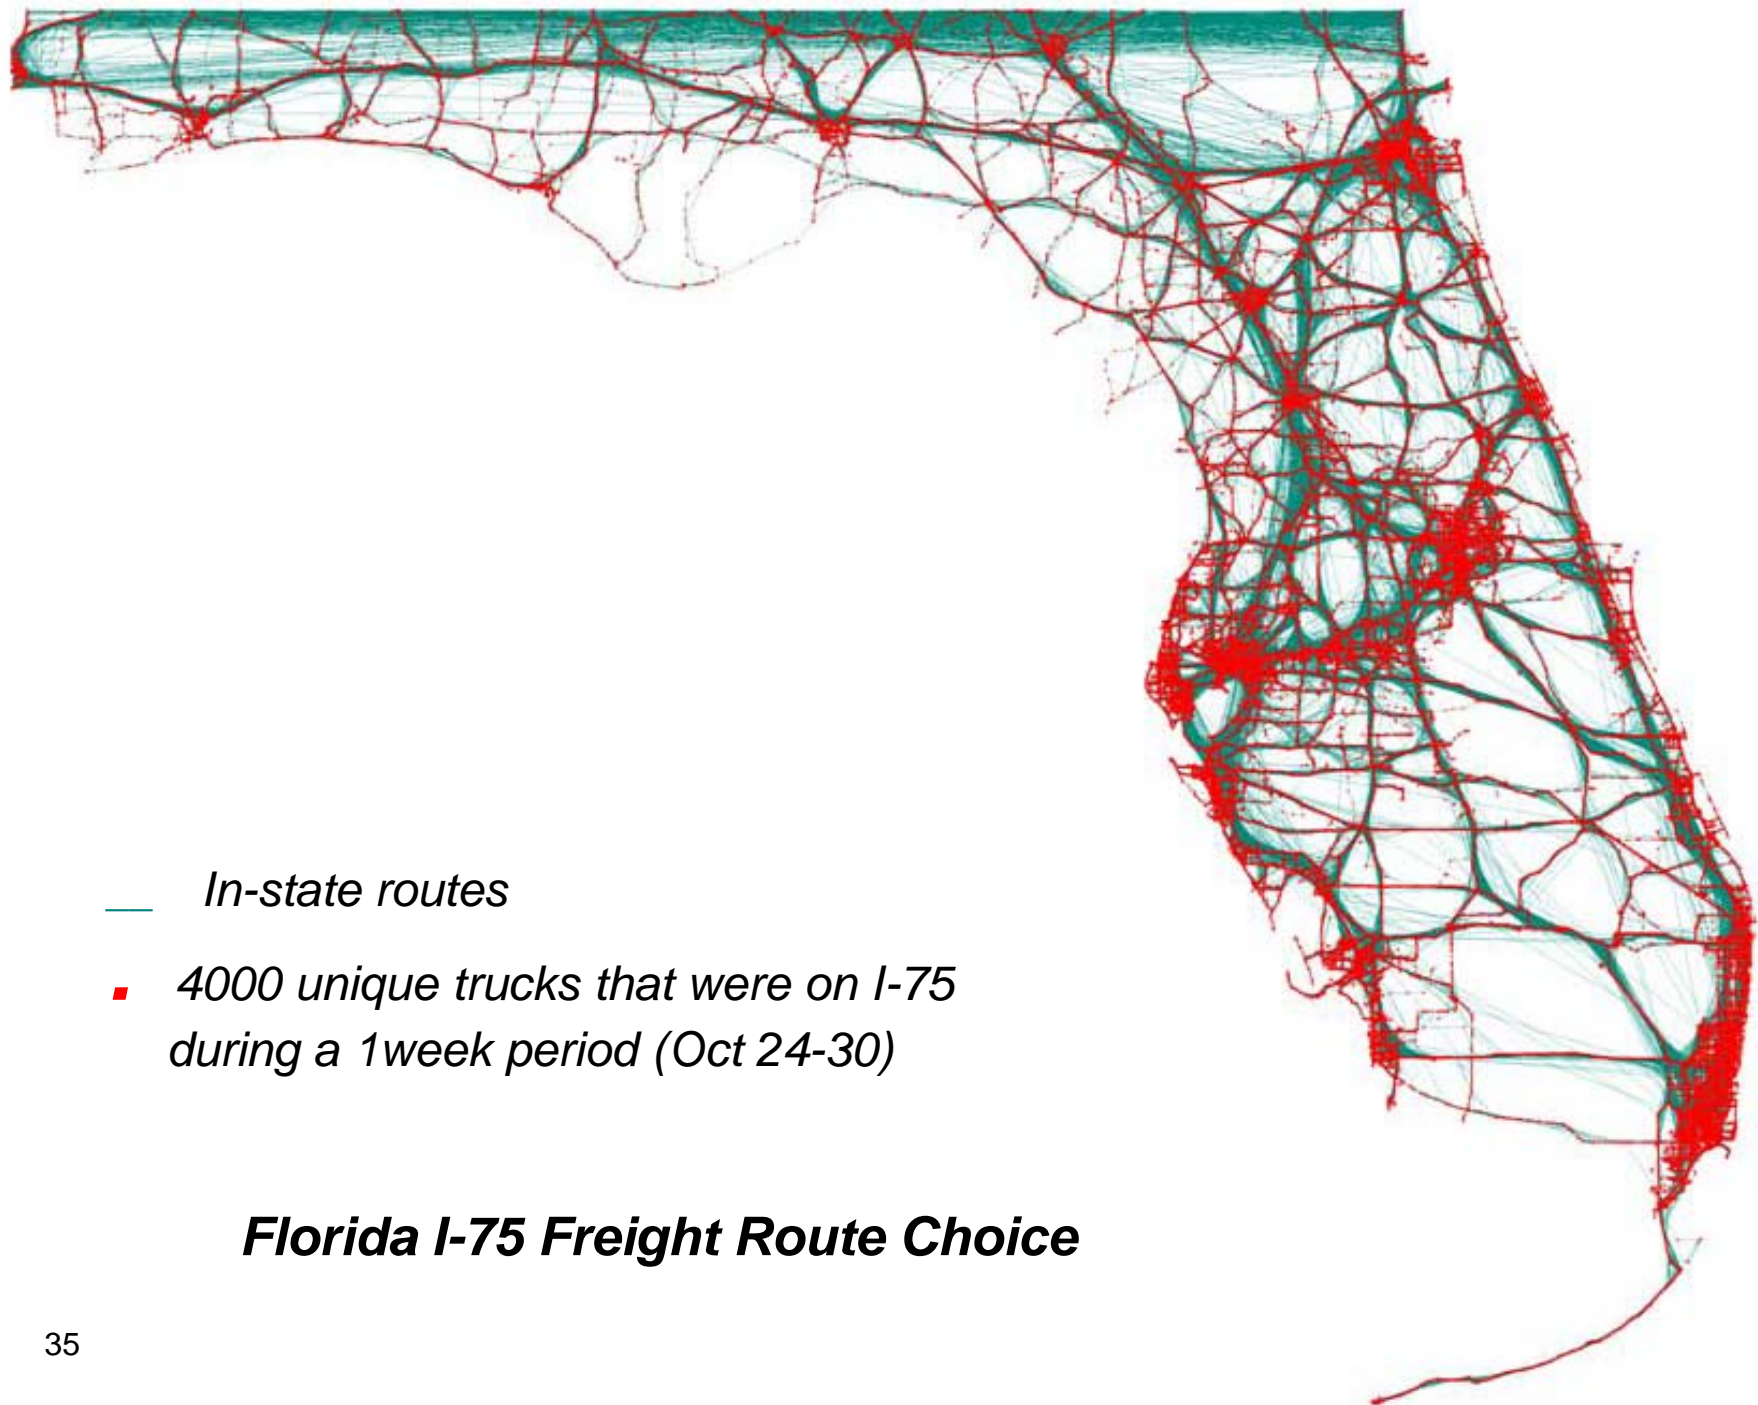 In-state routes
4000 unique trucks that were on I-75
during a 1week period (Oct 24-30)
Florida I-75 Freight Route Choice
35